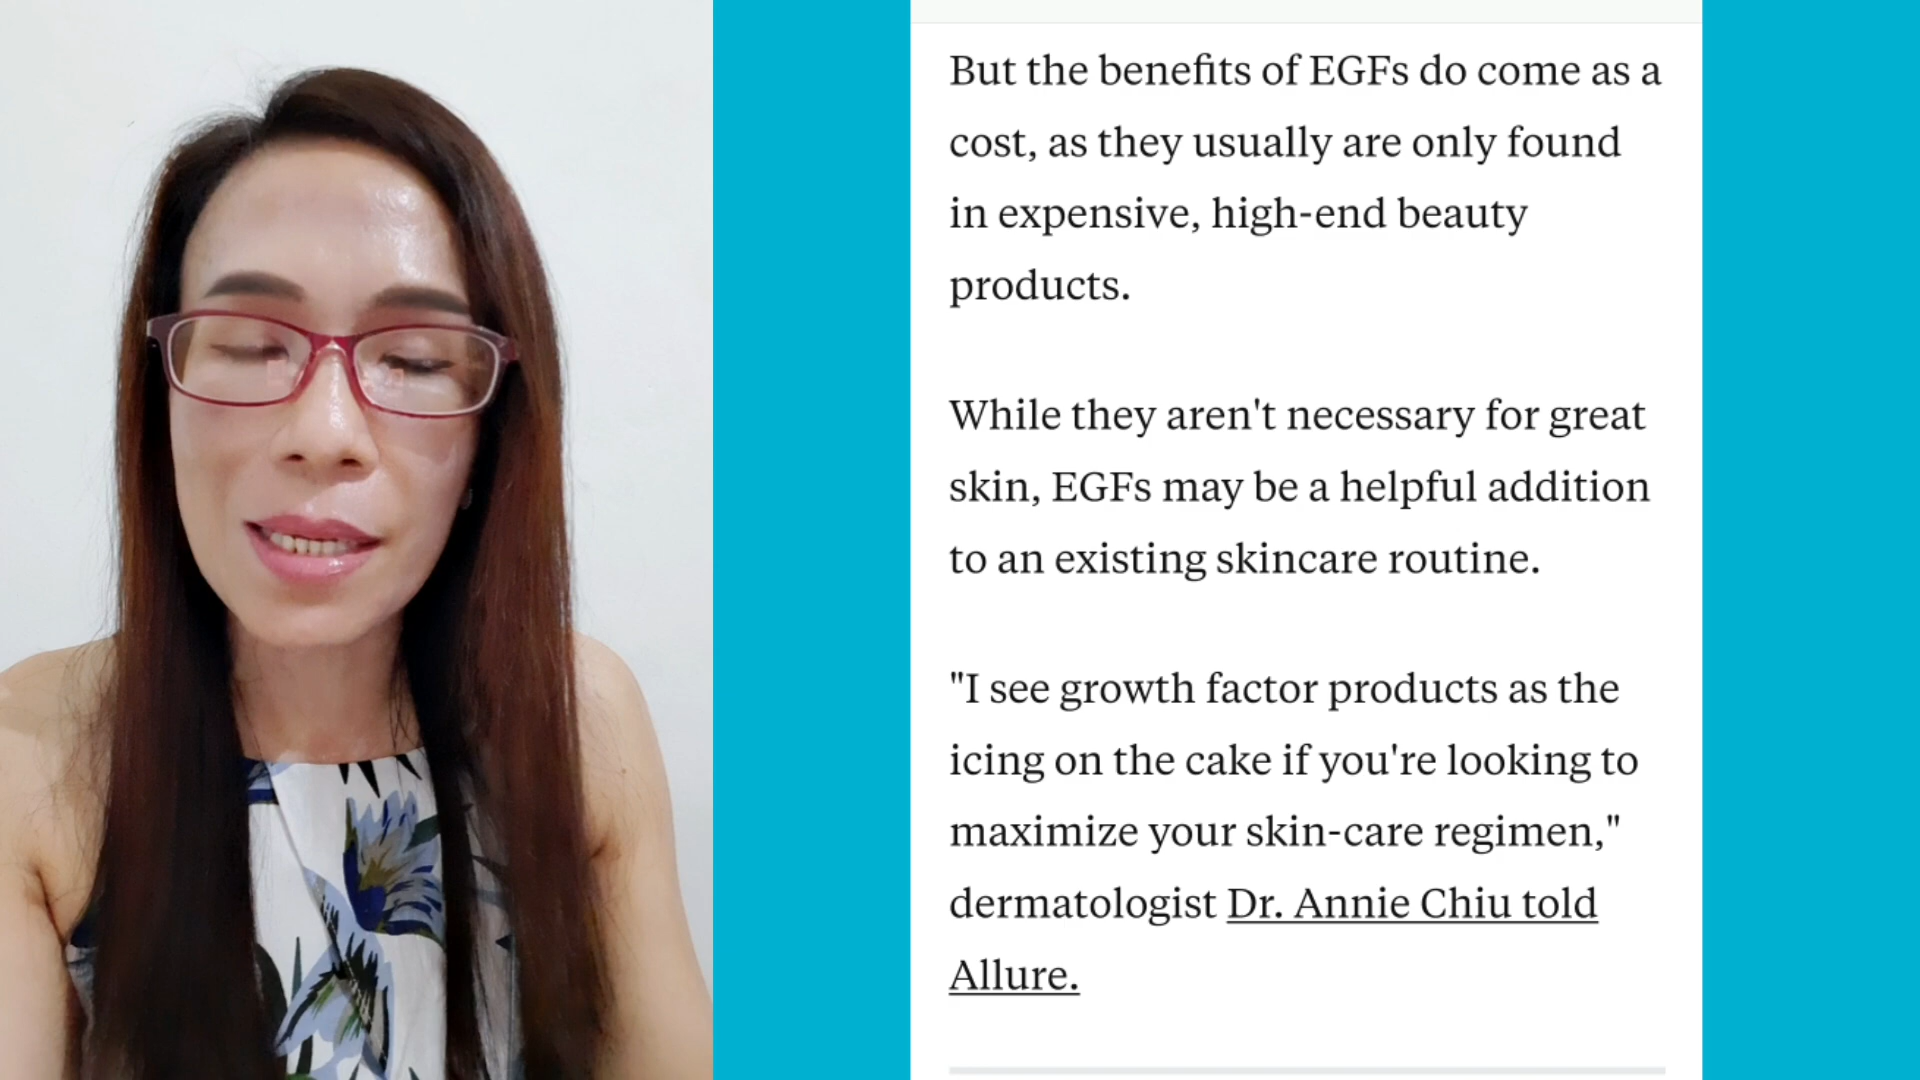 But the benefits of EGFs do come as a
cost, as they usually are only found
in expensive, high-end beauty
products.
While they aren't necessary for great
skin, EGFs may be a helpful addition
to an existing skincare routine.
"I see growth factor products as the
icing on the cake if you're looking to
maximize your skin-care regimen,"
dermatologist Dr. Annie Chiu told
Allure.